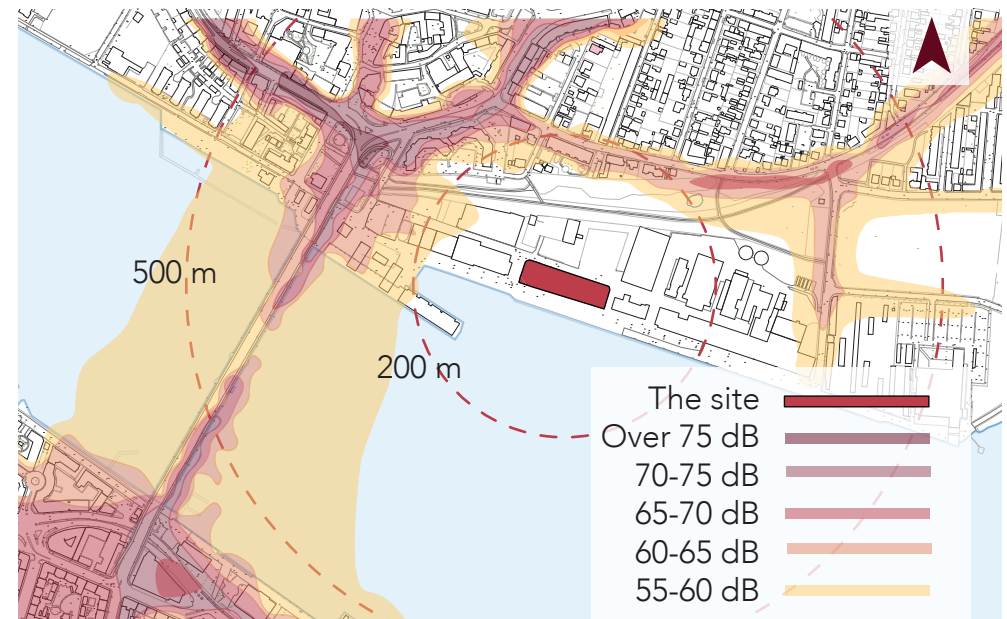 500 m
200 m
The site
Over 75 dB
70-75 dB
65-70 dB
60-65 dB
55-60 dB